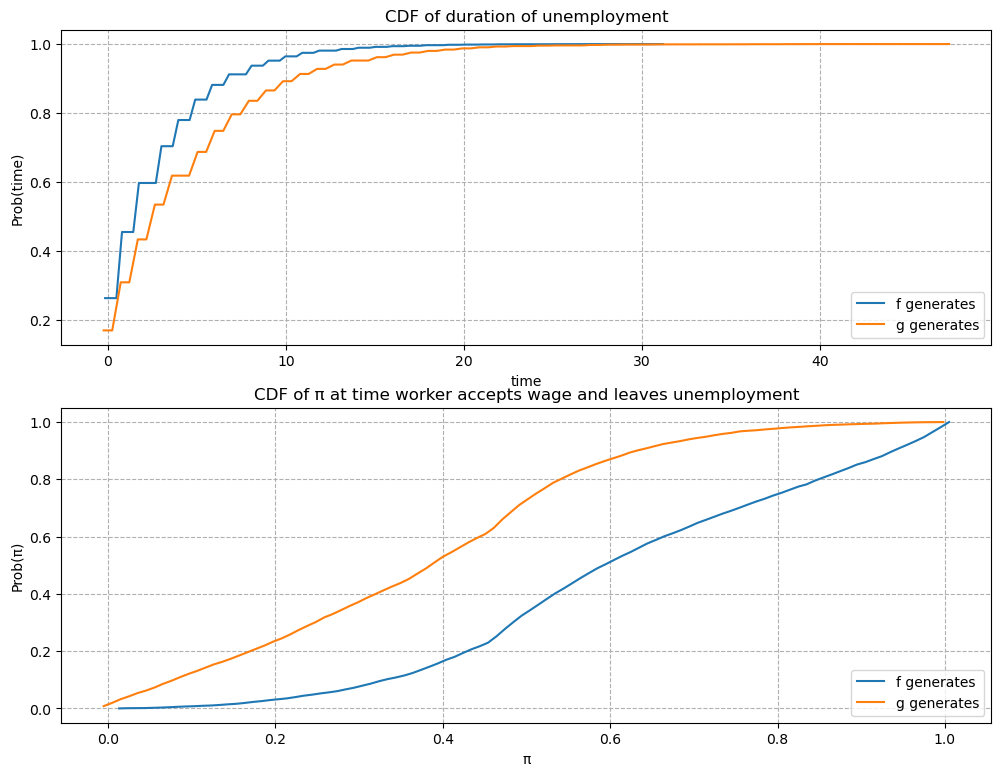 CDF of duration of unemployment
1.0
0.8
0.6
0.4
0.2
Prob(time)
f generates
g generates
0 10 20 30 40
time
CDF of π at time worker accepts wage and leaves unemployment
1.0
0.8
0.6
0.4
0.2
0.0
Prob(π)
f generates
g generates
0.0 0.2 0.4 0.6 0.8 1.0
π